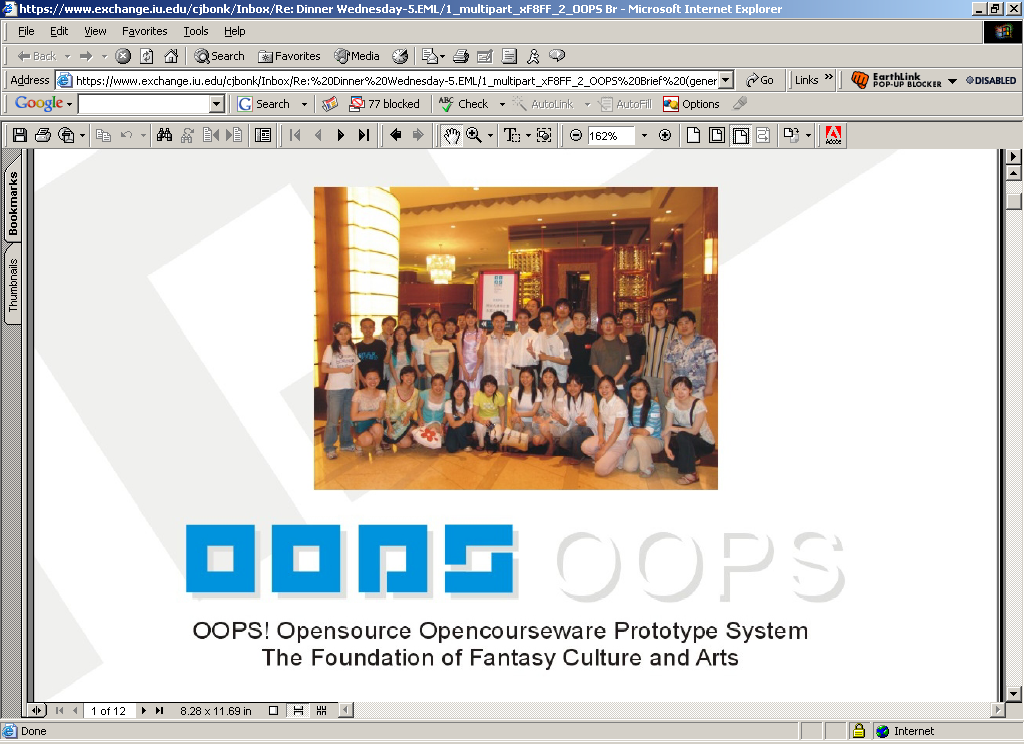 https://www.exchange.iu.edu/cjbonk/Inbox/Re: Dinner Wednesday-5.EML/1_multipart_xF8FF_2_OOPS Br - Microsoft Internet Explorer
File Edit View Favorites Tools Help
Back Search Favorites Media
Address https://www.exchange.iu.edu/cjbonk/Inbox/Re:%20Dinner%20Wednesday-5.EML/1_multipart_xF8FF_2_OOPS%20Brief%20(gener Go Links » EarthLink POP-UP BLOCKER DISABLED
Google Search 77 blocked ABC Check AutoLink AutoFill Options
162% Adobe
Bookmarks
Thumbnails
OOPS OOPS
OOPS! Opensource Opencourseware Prototype System
The Foundation of Fantasy Culture and Arts
1 of 12 8.28 x 11.69 in
Done Internet